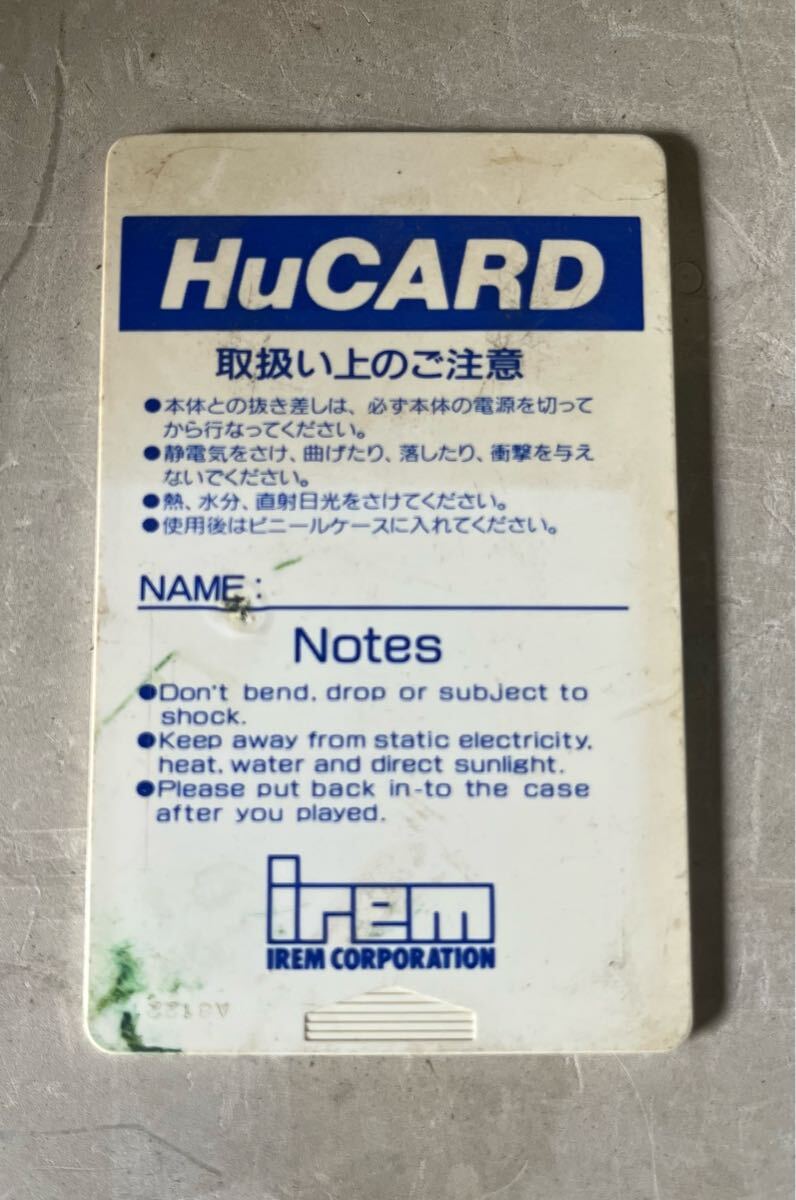 HuCARD
取扱い上のご注意
●本体との抜き差しは、必ず本体の電源を切って
から行なってください。
●静電気をさけ、曲げたり、落したり、衝撃を与え
ないでください。
●熱、水分、直射日光をさけてください。
●使用後はビニールケースに入れてください。
NAME:
Notes
●Don't bend, drop or subject to
shock.
●Keep away from static electricity,
heat, water and direct sunlight.
●Please put back in-to the case
after you played.
irem
IREM CORPORATION